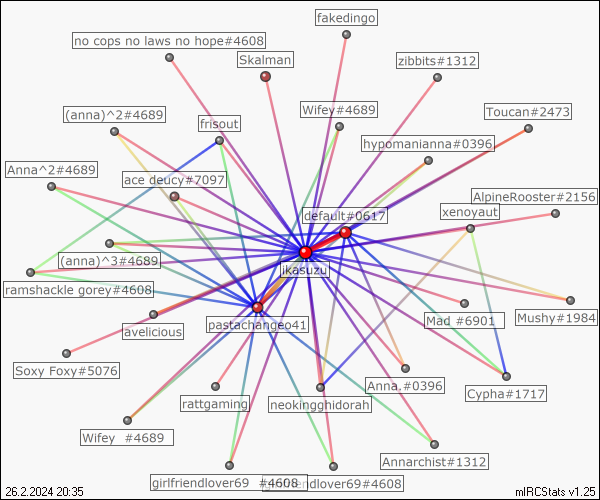 fakedingo
no cops no laws no hope#4608
Skalman
zibbits#1312
(anna)^2#4689
Wifey#4689
Toucan#2473
frisout
hypomanianna#0396
Anna^2#4689
ace deucy#7097
AlpineRooster#2156
default#0617
xenoyaut
(anna)^3#4689
jkasuzu
ramshackle gorey#4608
Mad #6901
Mushy#1984
avelicious
pastachangeo41
Soxy Foxy#5076
Anna,#0396
Cypha#1717
rattgaming
neokingghidorah
Wifey #4689
Annarchist#1312
girlfriendlover69 #4608
friendlover69#4608
26.2.2024 20:35
mIRCStats v1.25